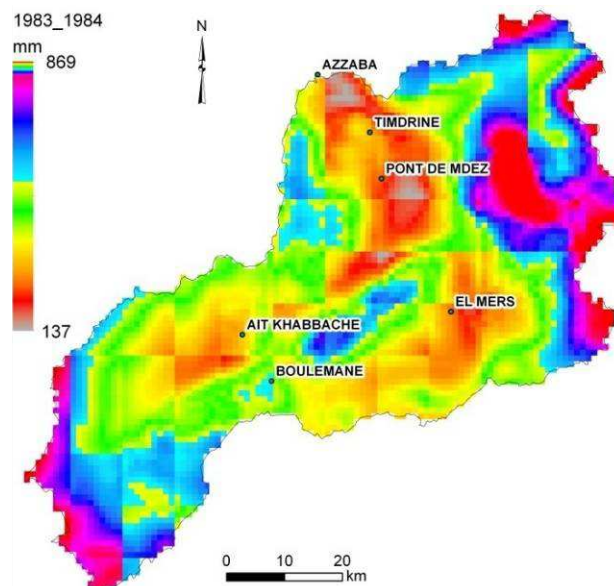 1983_1984
mm
869
137
N
AZZABA
TIMDRINE
PONT DE MDEZ
EL MERS
AIT KHABBACHE
BOULEMANE
0 10 20
km